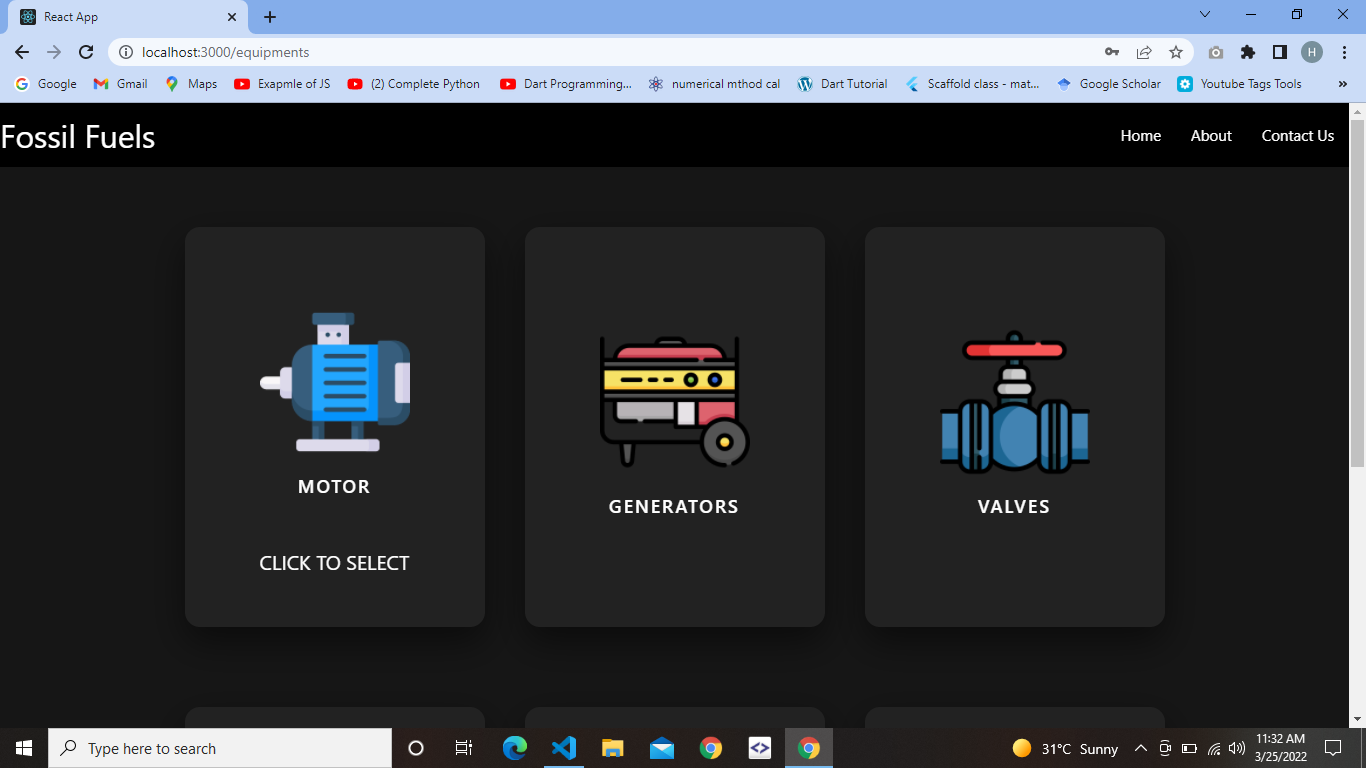 React App
localhost:3000/equipments
H
Google
Gmail
Maps
Exapmle of JS
(2) Complete Python
Dart Programming...
numerical mthod cal
Dart Tutorial
Scaffold class - mat...
Google Scholar
Youtube Tags Tools
»
Fossil Fuels
Home
About
Contact Us
MOTOR
CLICK TO SELECT
GENERATORS
VALVES
Type here to search
31°C Sunny
11:32 AM
3/25/2022